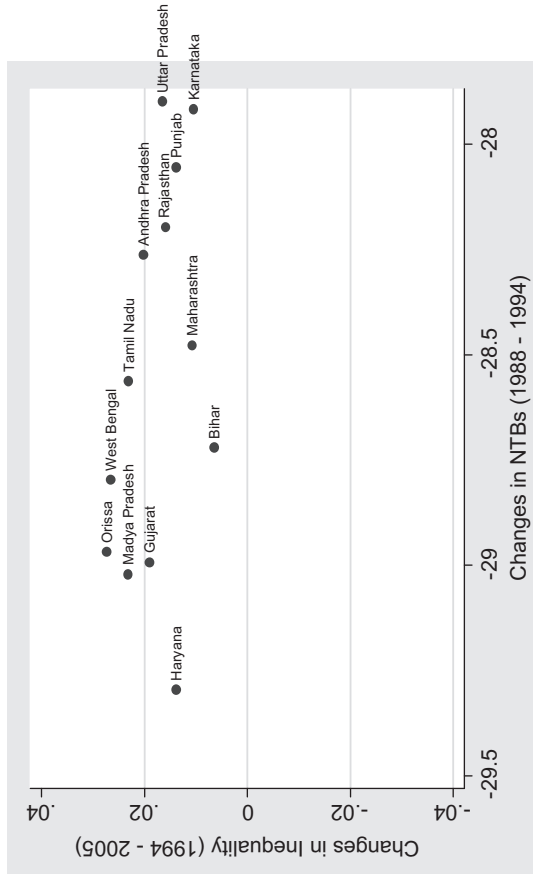 .04
.02
0
-.02
-.04
Changes in Inequality (1994 - 2005)
Orissa
West Bengal
Madya Pradesh
Tamil Nadu
Gujarat
Andhra Pradesh
Uttar Pradesh
Rajasthan
Punjab
Haryana
Maharashtra
Karnataka
Bihar
-29.5
-29
-28.5
-28
Changes in NTBs (1988 - 1994)